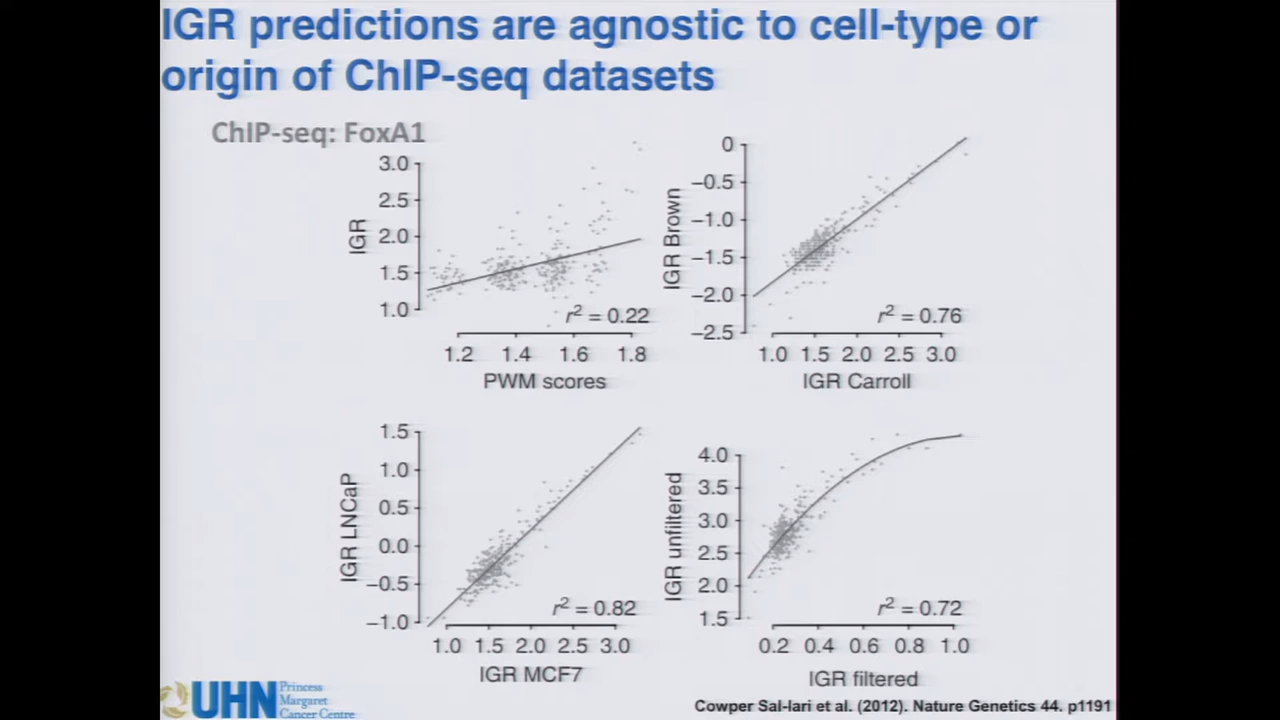 IGR predictions are agnostic to cell-type or
origin of ChIP-seq datasets
ChIP-seq: FoxA1
3.0
2.5
2.0
1.5
1.0
IGR
r² = 0.22
1.2 1.4 1.6 1.8
PWM scores
0
−0.5
−1.0
−1.5
−2.0
−2.5
IGR Brown
r² = 0.76
1.0 1.5 2.0 2.5 3.0
IGR Carroll
1.5
1.0
0.5
0.0
−0.5
−1.0
IGR LNCaP
r² = 0.82
1.0 1.5 2.0 2.5 3.0
IGR MCF7
4.0
3.5
3.0
2.5
2.0
1.5
IGR unfiltered
r² = 0.72
0.2 0.4 0.6 0.8 1.0
IGR filtered
UHN
Princess
Margaret
Cancer Centre
Cowper Sal-lari et al. (2012). Nature Genetics 44. p1191